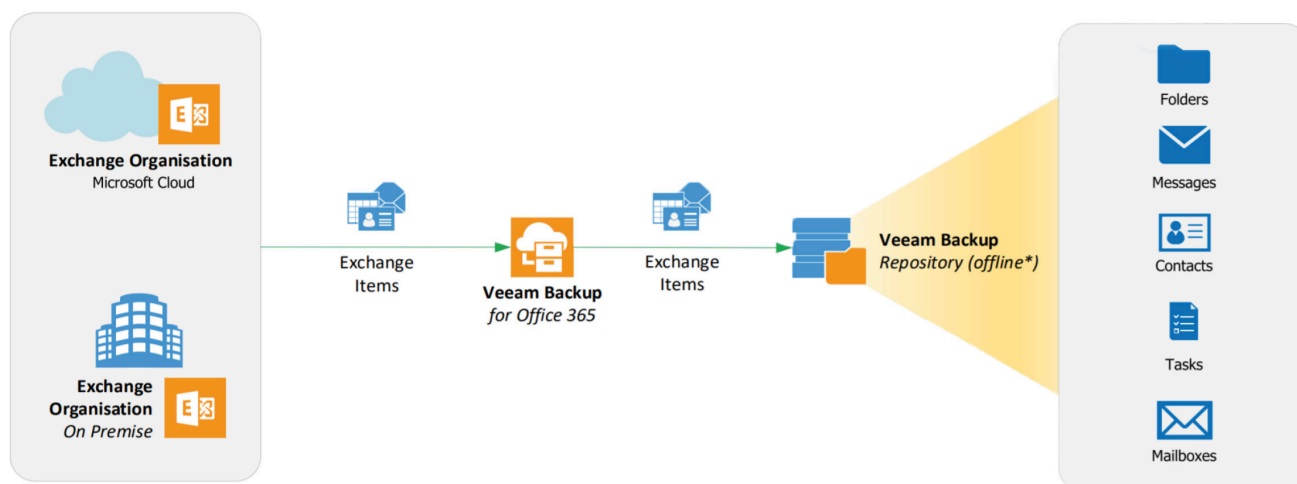 E
Exchange Organisation
Microsoft Cloud
Exchange
Organisation
On Premise
E
Exchange
Items
Veeam Backup
for Office 365
Exchange
Items
Veeam Backup
Repository (offline*)
Folders
Messages
Contacts
Tasks
Mailboxes